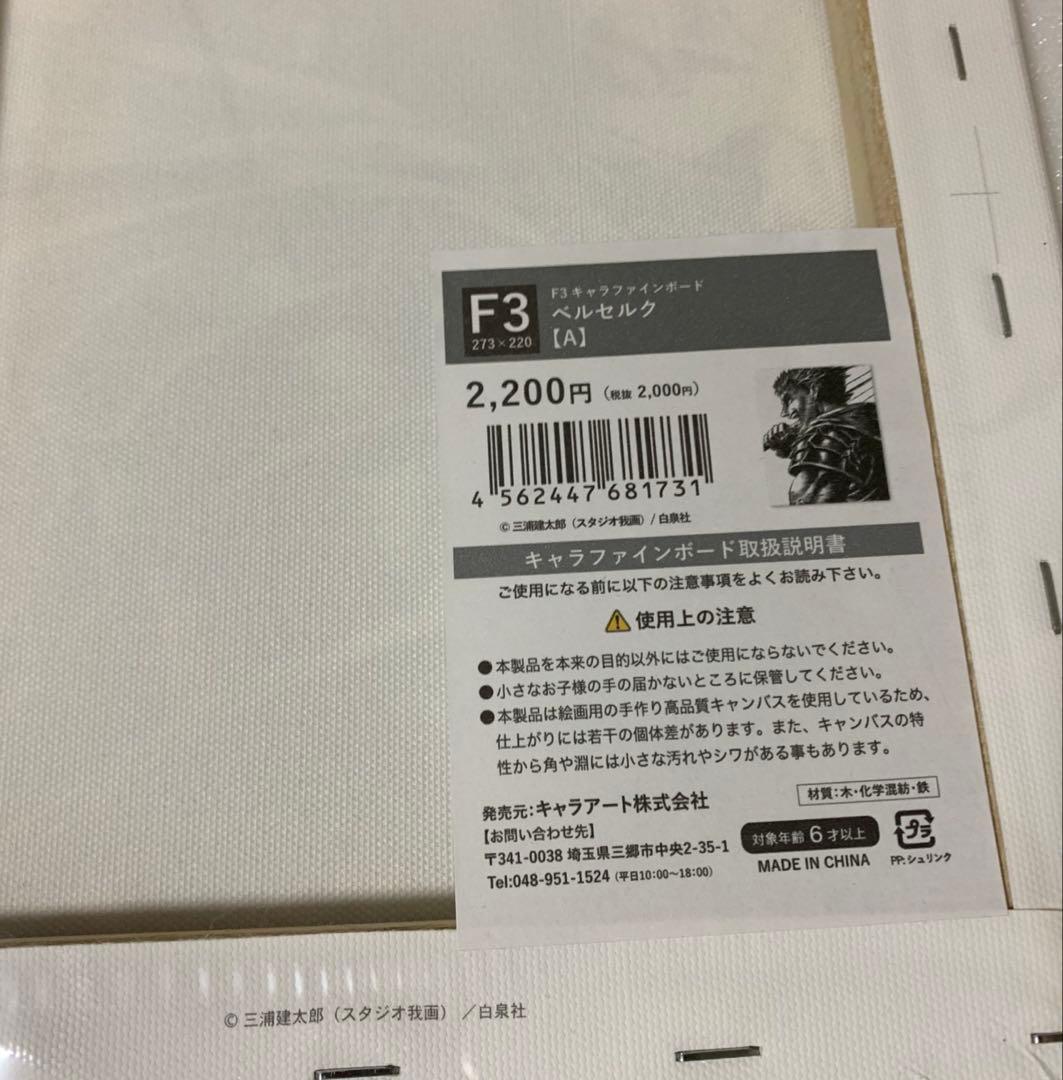 F3
273×220
F3キャラファインボード
ベルセルク
【A】
2,200円（税抜 2,000円）
4 562447 681731
© 三浦建太郎（スタジオ我画）/ 白泉社
キャラファインボード取扱説明書
ご使用になる前に以下の注意事項をよくお読み下さい。
使用上の注意
●本製品を本来の目的以外にはご使用にならないでください。
●小さなお子様の手の届かないところに保管してください。
●本製品は絵画用の手作り高品質キャンバスを使用しているため、
仕上がりには若干の個体差があります。また、キャンバスの特
性から角や淵には小さな汚れやシワがある事もあります。
発売元:キャラアート株式会社
【お問い合わせ先】
〒341-0038 埼玉県三郷市中央2-35-1
Tel:048-951-1524（平日10:00〜18:00）
材質:木・化学混紡・鉄
対象年齢 6 才以上
MADE IN CHINA
プラ
PP:シュリンク
© 三浦建太郎（スタジオ我画）／白泉社